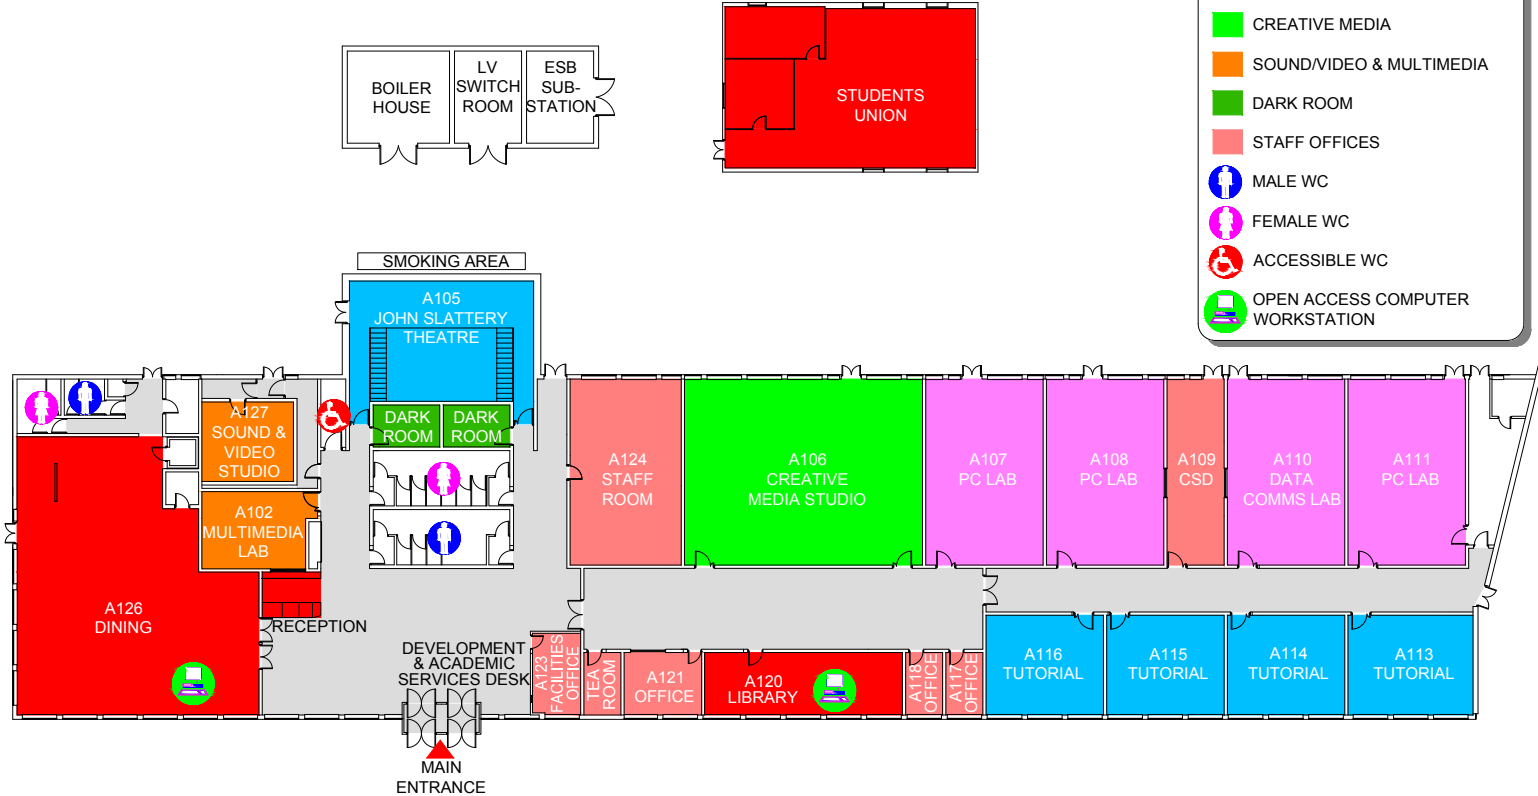 CREATIVE MEDIA
SOUND/VIDEO & MULTIMEDIA
DARK ROOM
STAFF OFFICES
MALE WC
FEMALE WC
ACCESSIBLE WC
OPEN ACCESS COMPUTER
WORKSTATION
BOILER
HOUSE
LV
SWITCH
ROOM
ESB
SUB-
STATION
STUDENTS
UNION
SMOKING AREA
A105
JOHN SLATTERY
THEATRE
DARK
ROOM
DARK
ROOM
A127
SOUND &
VIDEO
STUDIO
A102
MULTIMEDIA
LAB
A124
STAFF
ROOM
A106
CREATIVE
MEDIA STUDIO
A107
PC LAB
A108
PC LAB
A109
CSD
A110
DATA
COMMS LAB
A111
PC LAB
A126
DINING
RECEPTION
DEVELOPMENT
& ACADEMIC
SERVICES DESK
A123
FACILITIES
OFFICE
TEA
ROOM
A121
OFFICE
A120
LIBRARY
A118
OFFICE
A117
OFFICE
A116
TUTORIAL
A115
TUTORIAL
A114
TUTORIAL
A113
TUTORIAL
MAIN
ENTRANCE